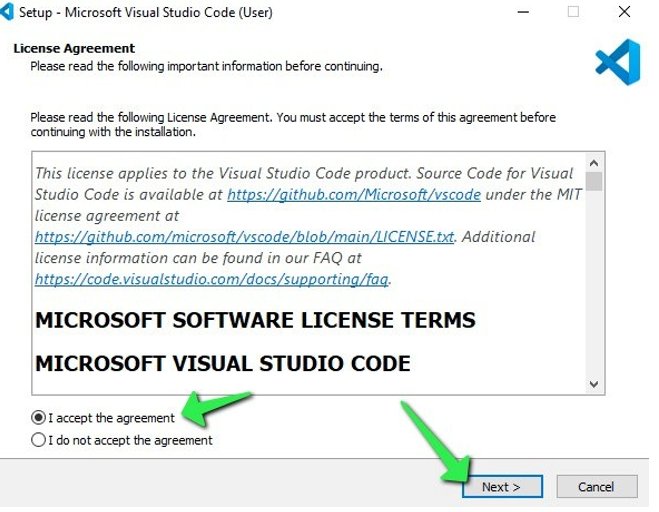 Setup - Microsoft Visual Studio Code (User)
License Agreement
Please read the following important information before continuing.
Please read the following License Agreement. You must accept the terms of this agreement before
continuing with the installation.
This license applies to the Visual Studio Code product. Source Code for Visual
Studio Code is available at https://github.com/Microsoft/vscode under the MIT
license agreement at
https://github.com/microsoft/vscode/blob/main/LICENSE.txt. Additional
license information can be found in our FAQ at
https://code.visualstudio.com/docs/supporting/faq.
MICROSOFT SOFTWARE LICENSE TERMS
MICROSOFT VISUAL STUDIO CODE
I accept the agreement
I do not accept the agreement
Next >
Cancel